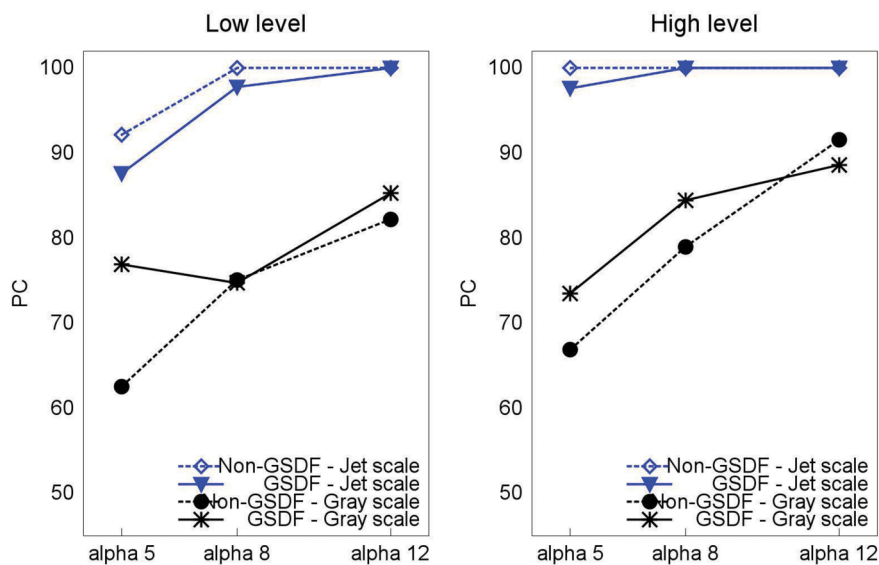 Low level
PC
100
90
80
70
60
50
Non-GSDF - Jet scale
GSDF - Jet scale
Non-GSDF - Gray scale
GSDF - Gray scale
alpha 5 alpha 8 alpha 12
High level
PC
100
90
80
70
60
50
Non-GSDF - Jet scale
GSDF - Jet scale
Non-GSDF - Gray scale
GSDF - Gray scale
alpha 5 alpha 8 alpha 12